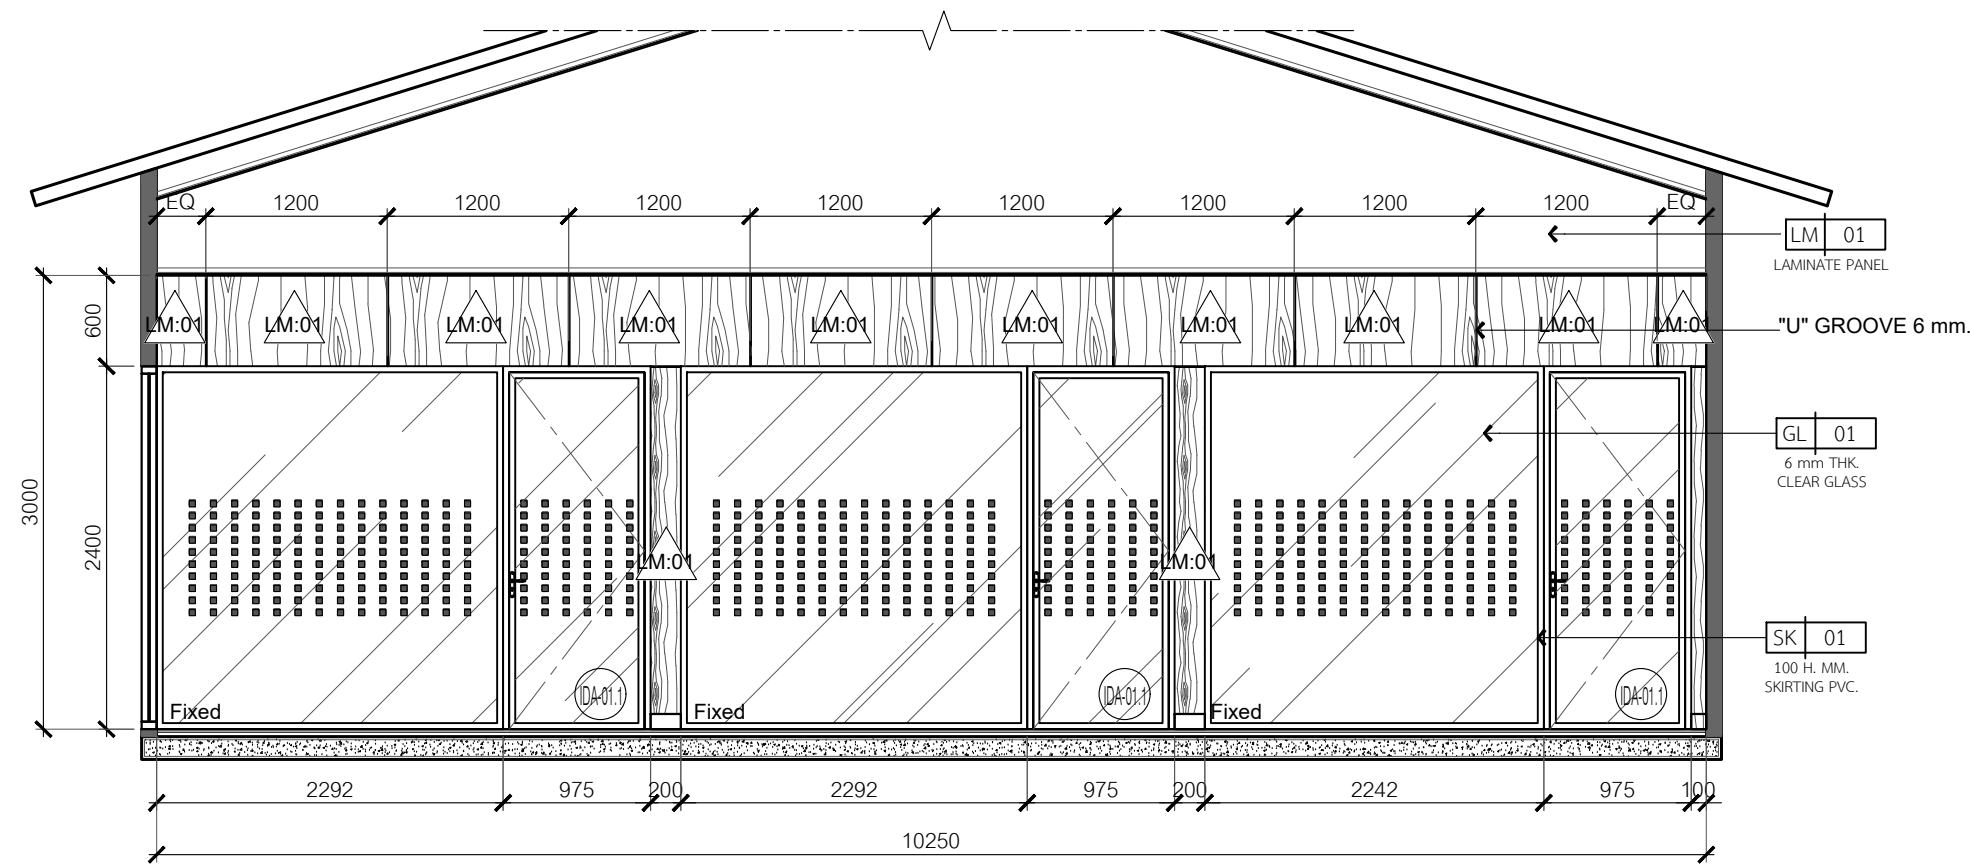 EQ 1200 1200 1200 1200 1200 1200 1200 1200 EQ
LM 01
LAMINATE PANEL
600
LM:01 LM:01 LM:01 LM:01 LM:01 LM:01 LM:01 LM:01 LM:01 LM:01
"U" GROOVE 6 mm.
GL 01
6 mm THK.
CLEAR GLASS
3000
2400
LM:01 LM:01
SK 01
100 H. MM.
SKIRTING PVC.
IDA-01.1 IDA-01.1 IDA-01.1
Fixed Fixed Fixed
2292 975 200 2292 975 200 2242 975 100
10250